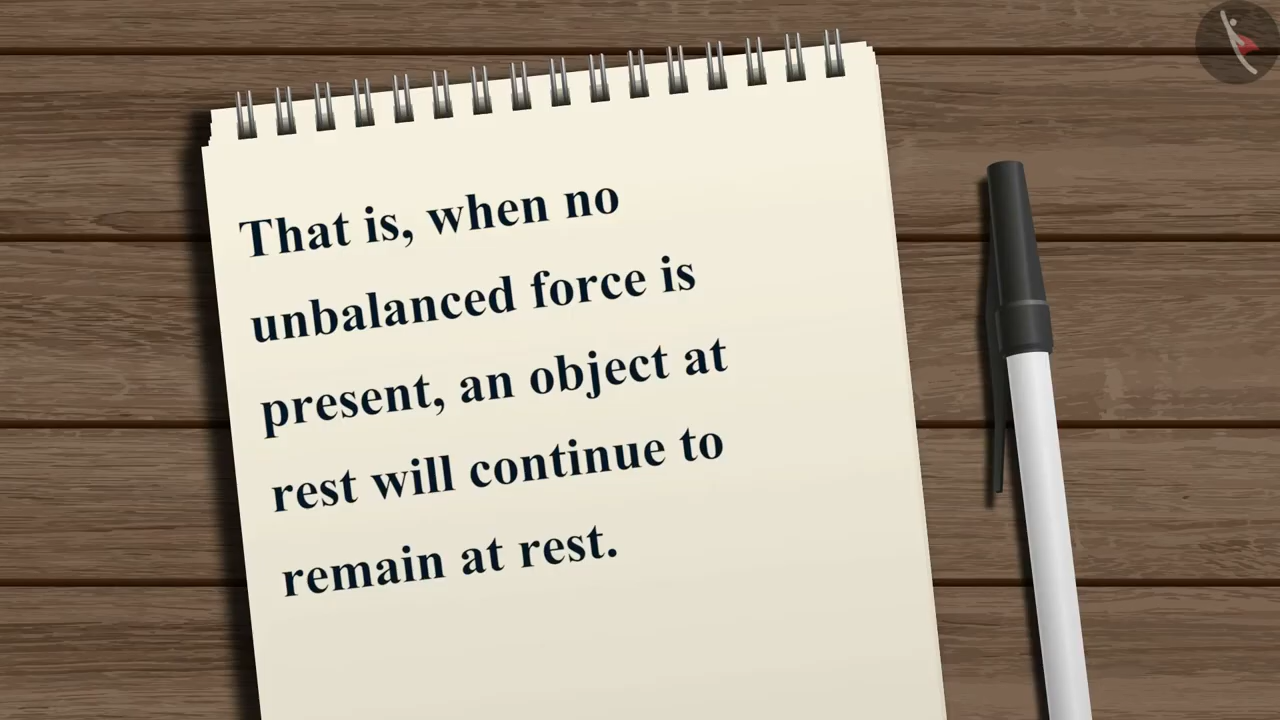 That is, when no
unbalanced force is
present, an object at
rest will continue to
remain at rest.